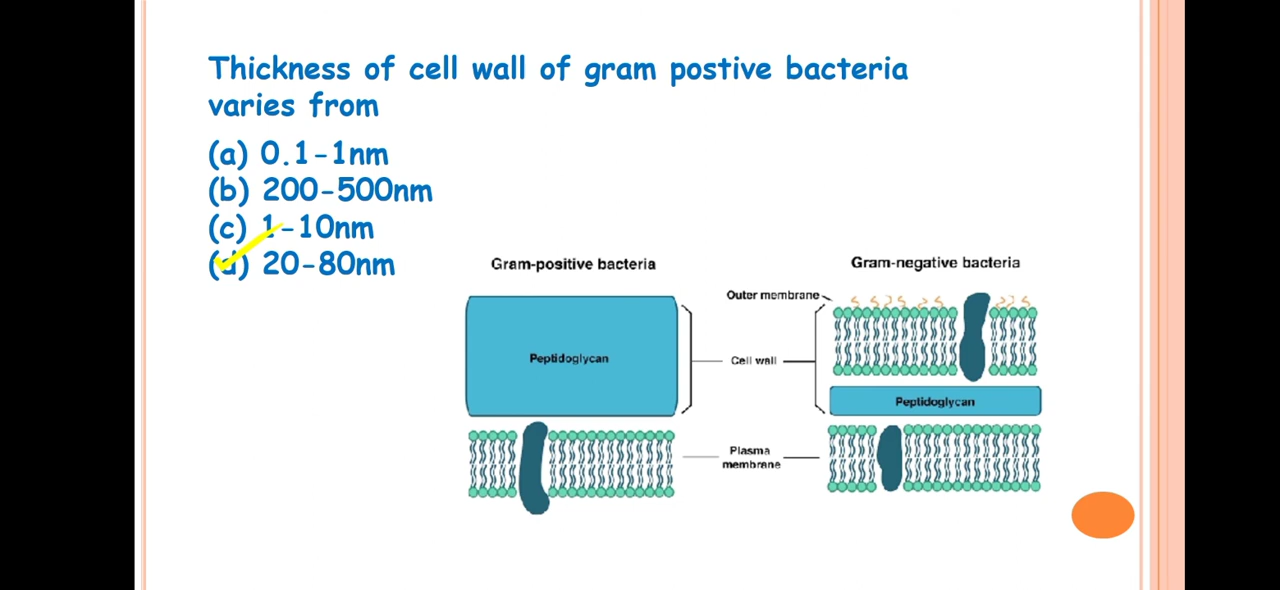 Thickness of cell wall of gram postive bacteria
varies from
(a) 0.1-1nm
(b) 200-500nm
(c) 1-10nm
(d) 20-80nm
Gram-positive bacteria
Gram-negative bacteria
Outer membrane
Peptidoglycan
Cell wall
Peptidoglycan
Plasma
membrane